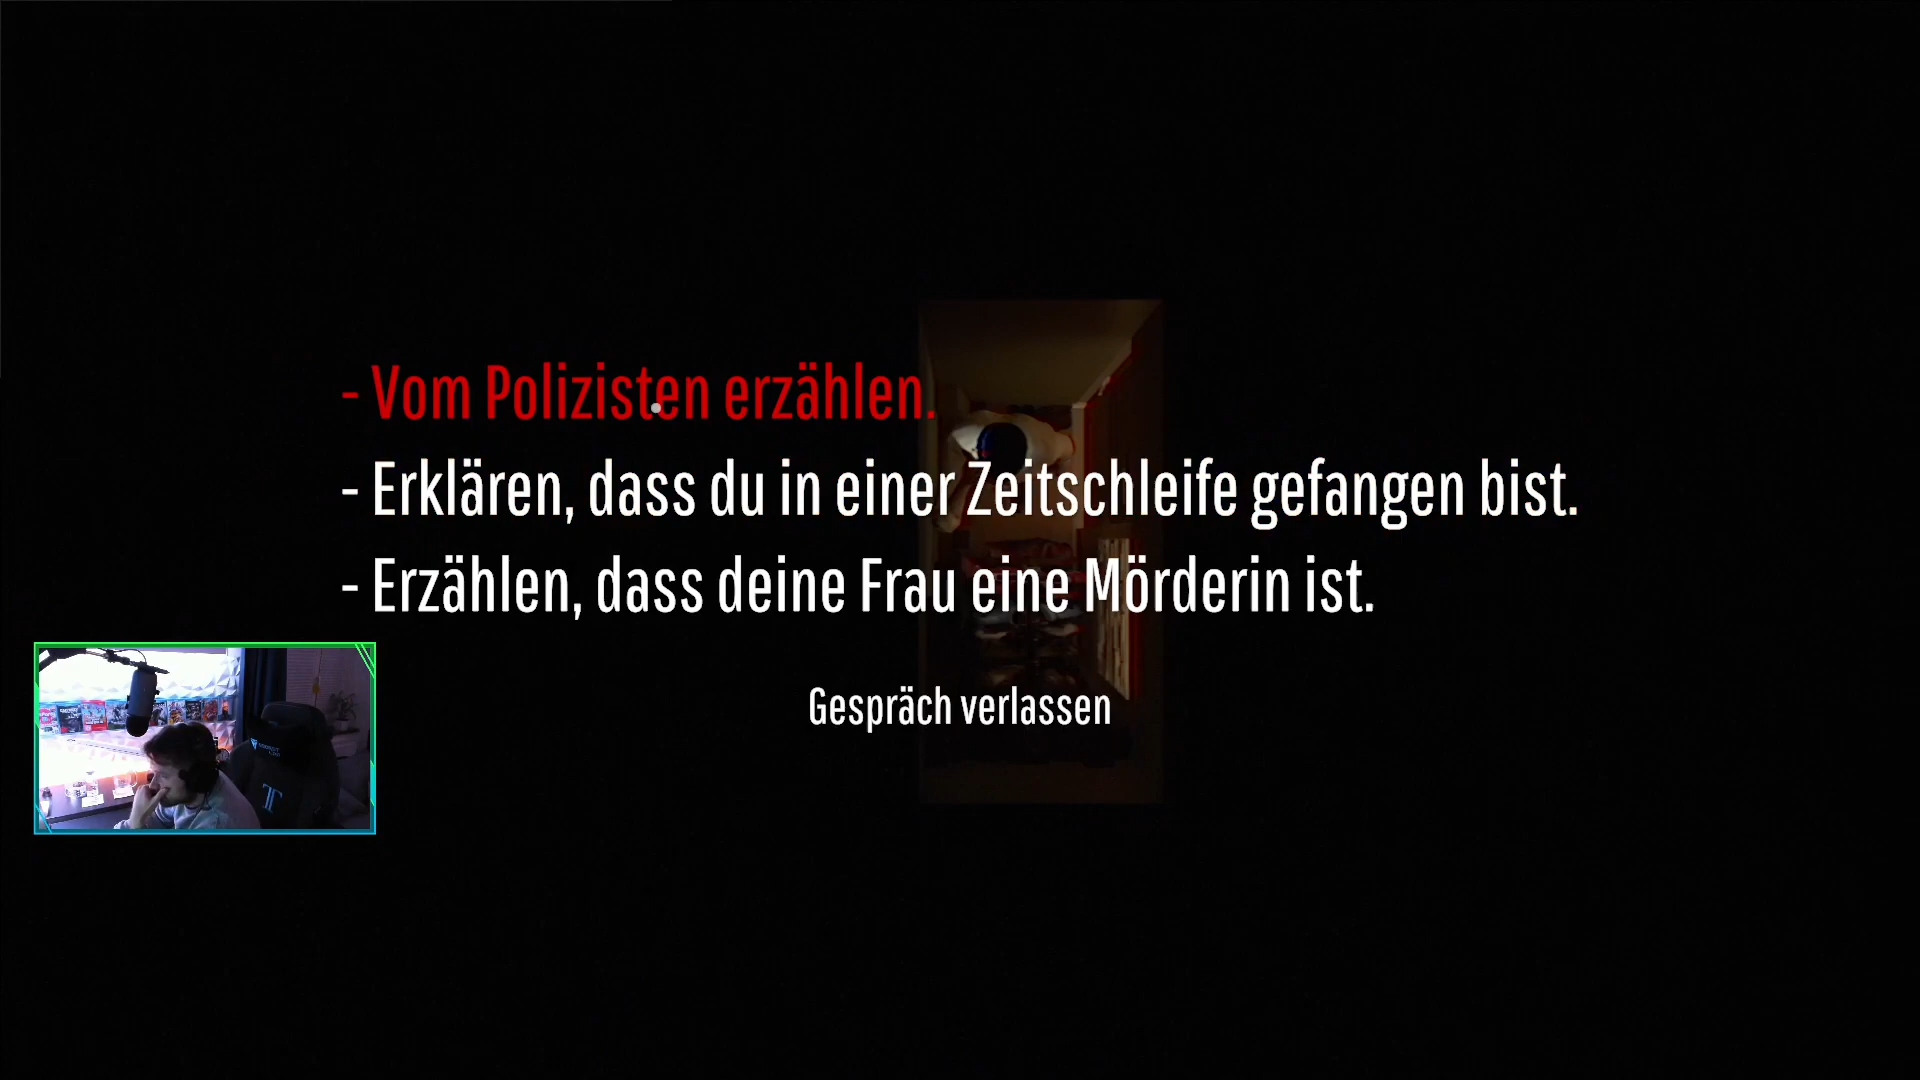 - Vom Polizisten erzählen.
- Erklären, dass du in einer Zeitschleife gefangen bist.
- Erzählen, dass deine Frau eine Mörderin ist.
Gespräch verlassen